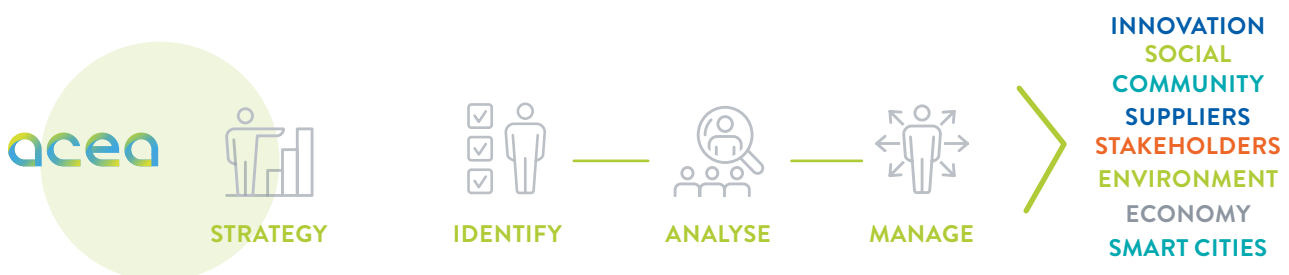 acea
STRATEGY
IDENTIFY
ANALYSE
MANAGE
INNOVATION
SOCIAL
COMMUNITY
SUPPLIERS
STAKEHOLDERS
ENVIRONMENT
ECONOMY
SMART CITIES